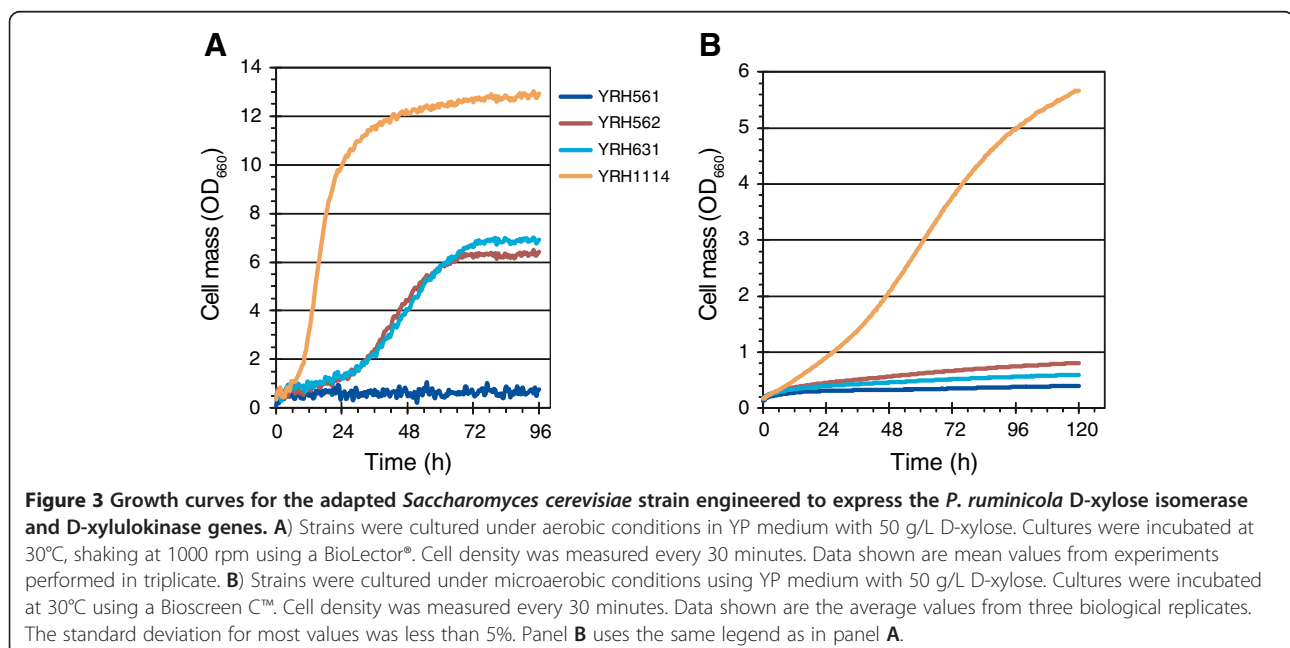 A
B
14
12
10
8
6
4
2
0
Cell mass (OD660)
0 24 48 72 96
Time (h)
YRH561
YRH562
YRH631
YRH1114
6
5
4
3
2
1
0
Cell mass (OD660)
0 24 48 72 96 120
Time (h)
Figure 3 Growth curves for the adapted Saccharomyces cerevisiae strain engineered to express the P. ruminicola D-xylose isomerase
and D-xylulokinase genes. A) Strains were cultured under aerobic conditions in YP medium with 50 g/L D-xylose. Cultures were incubated at
30°C, shaking at 1000 rpm using a BioLector®. Cell density was measured every 30 minutes. Data shown are mean values from experiments
performed in triplicate. B) Strains were cultured under microaerobic conditions using YP medium with 50 g/L D-xylose. Cultures were incubated
at 30°C using a Bioscreen C™. Cell density was measured every 30 minutes. Data shown are the average values from three biological replicates.
The standard deviation for most values was less than 5%. Panel B uses the same legend as in panel A.